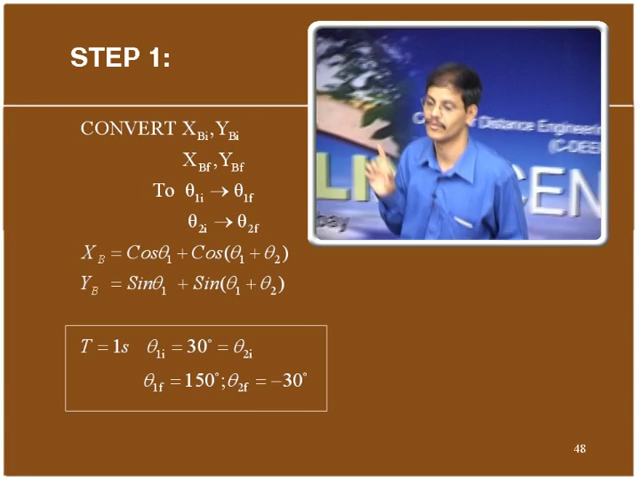 STEP 1:
CONVERT X_Bi,Y_Bi
X_Bf,Y_Bf
To θ_1i → θ_1f
θ_2i → θ_2f
X_B = Cosθ_1 + Cos(θ_1 + θ_2)
Y_B = Sinθ_1 + Sin(θ_1 + θ_2)
T = 1s θ_1i = 30° = θ_2i
θ_1f = 150°; θ_2f = −30°
Distance Engineering
(C-DEE
LI CEN
bay
48